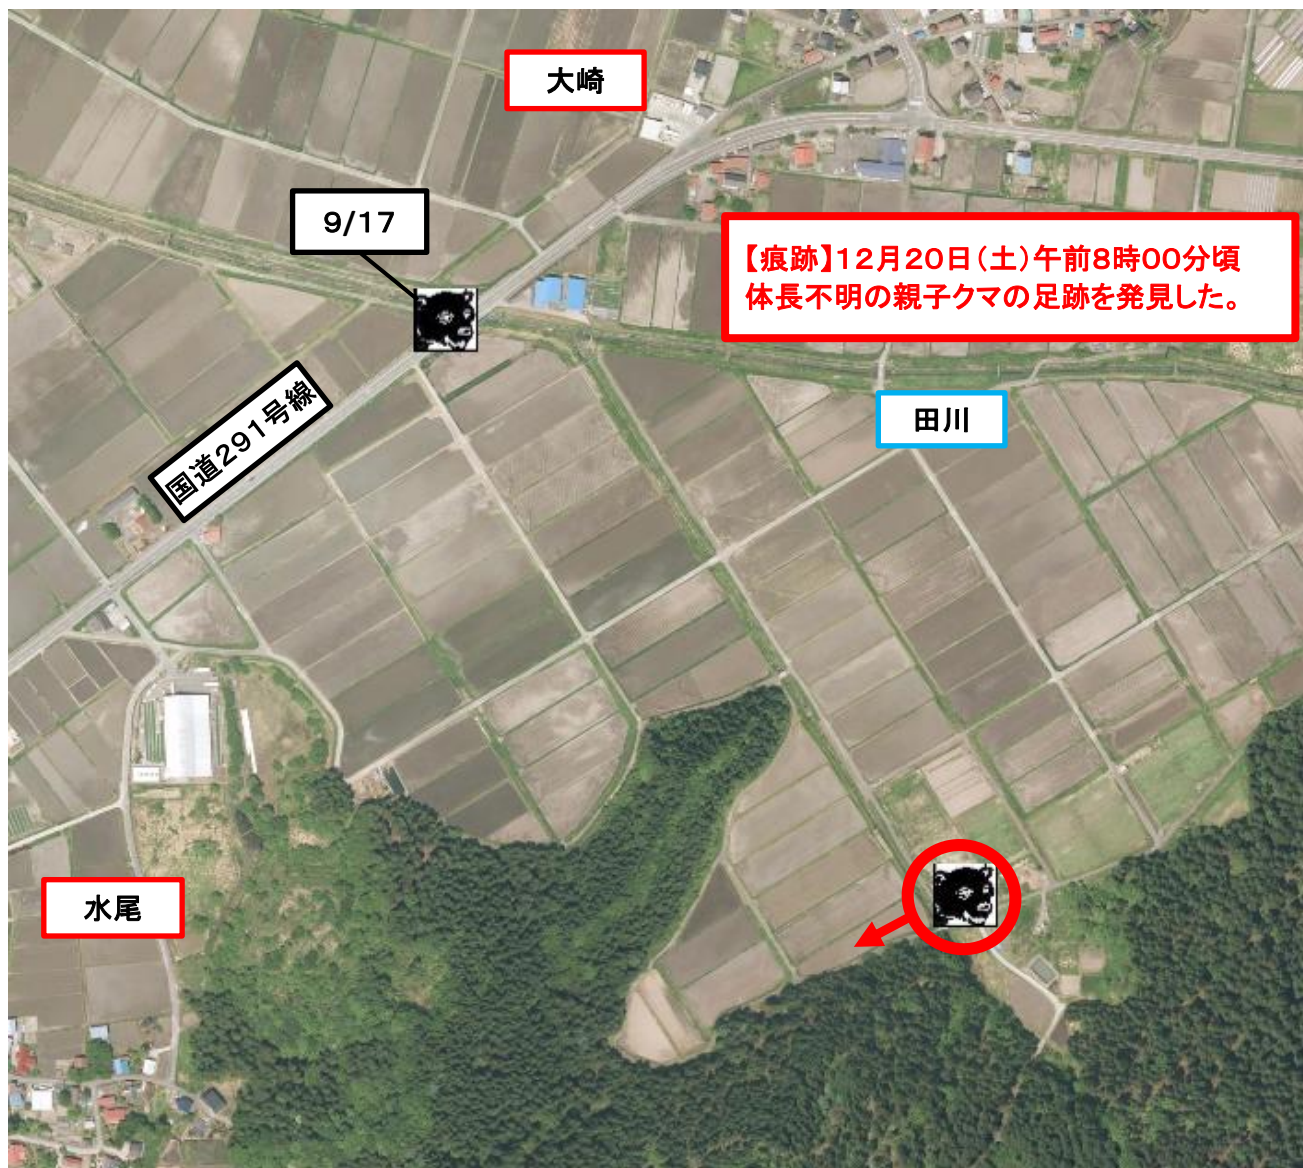 大崎
9/17
【痕跡】12月20日(土)午前8時00分頃
体長不明の親子クマの足跡を発見した。
国道291号線
田川
水尾